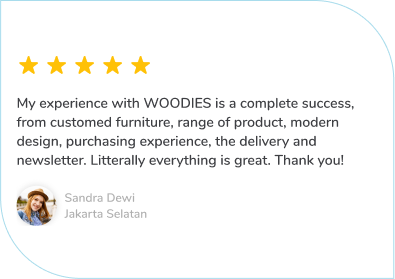 My experience with WOODIES is a complete success,
from customed furniture, range of product, modern
design, purchasing experience, the delivery and
newsletter. Litterally everything is great. Thank you!
Sandra Dewi
Jakarta Selatan